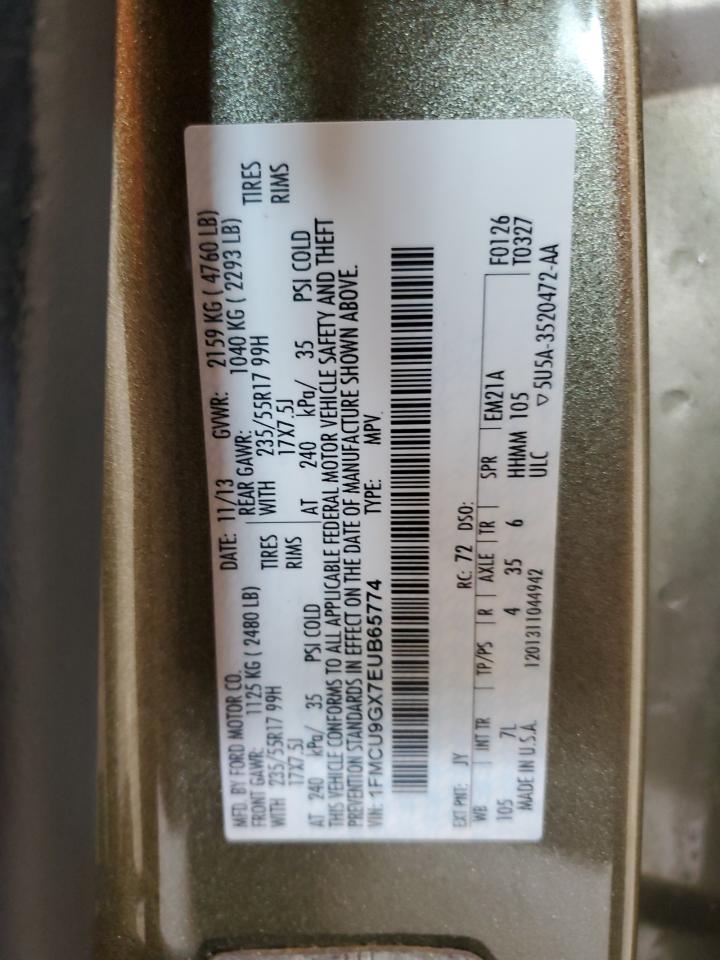 MFD. BY FORD MOTOR CO.
DATE: 11/13 GVWR: 2159 KG ( 4760 LB)
FRONT GAWR: 1125 KG ( 2480 LB) REAR GAWR: 1040 KG ( 2293 LB)
WITH 235/55R17 99H TIRES WITH 235/55R17 99H TIRES
17X7.5J RIMS 17X7.5J RIMS
AT 240 kPa/ 35 PSI COLD AT 240 kPa/ 35 PSI COLD
THIS VEHICLE CONFORMS TO ALL APPLICABLE FEDERAL MOTOR VEHICLE SAFETY AND THEFT
PREVENTION STANDARDS IN EFFECT ON THE DATE OF MANUFACTURE SHOWN ABOVE.
VIN: 1FMCU9GX7EUB65774 TYPE: MPV
EXT PNT: JY RC: 72 DSO:
WB INT TR TP/PS R AXLE TR SPR EM21A F0126
105 7L 4 35 6 HHMM 105 T0327
MADE IN U.S.A. 1201311044942 ULC ▽5U5A-3520472-AA